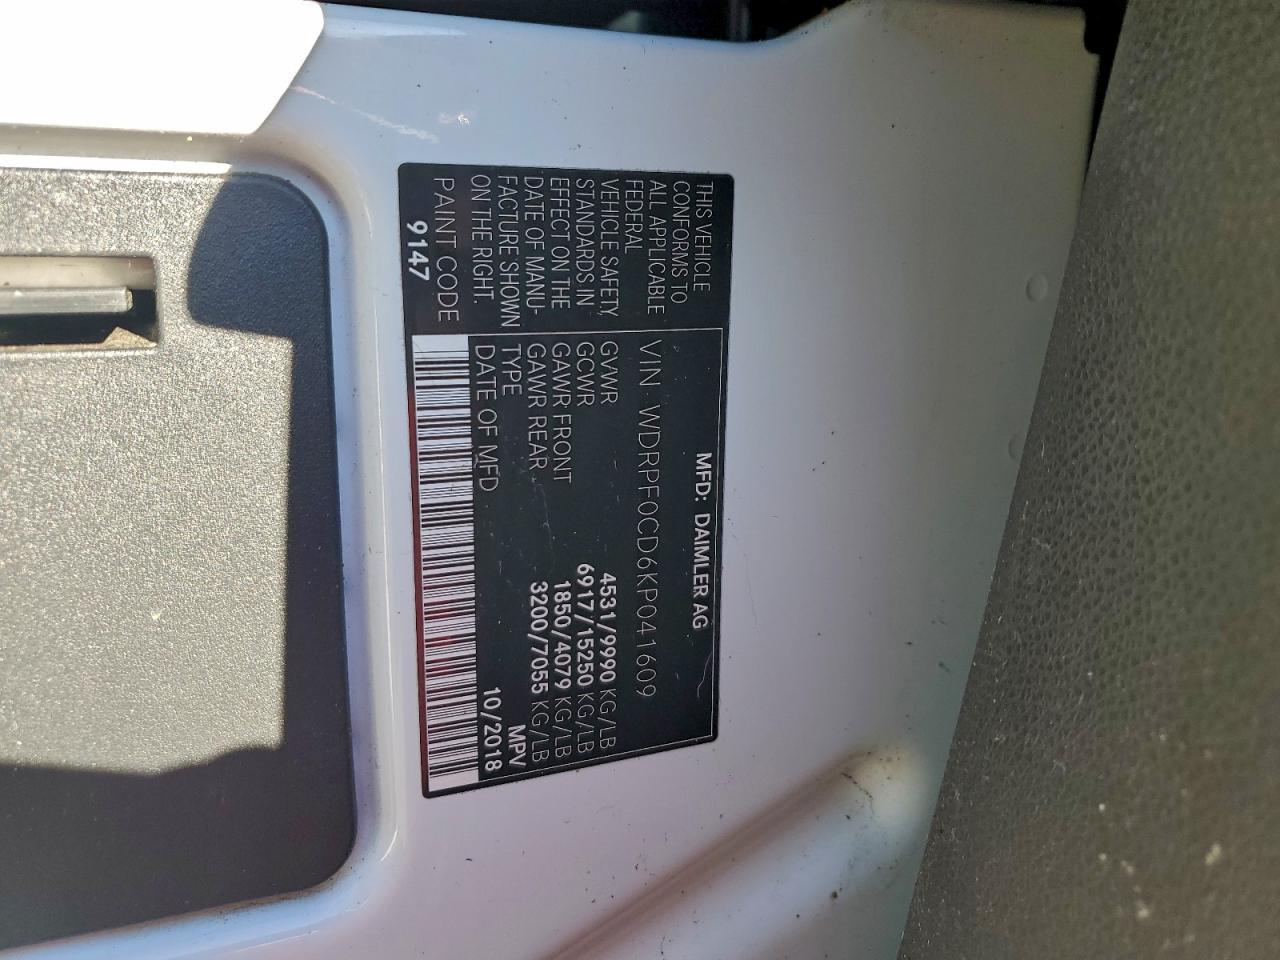 THIS VEHICLE
CONFORMS TO
ALL APPLICABLE
FEDERAL
VEHICLE SAFETY
STANDARDS IN
EFFECT ON THE
DATE OF MANU-
FACTURE SHOWN
ON THE RIGHT.
PAINT CODE
9147
MFD: DAIMLER AG
VIN WDRPF0CD6KP041609
GVWR 4531/9990 KG/LB
GCWR 6917/15250 KG/LB
GAWR FRONT 1850/4079 KG/LB
GAWR REAR 3200/7055 KG/LB
TYPE MPV
DATE OF MFD 10/2018